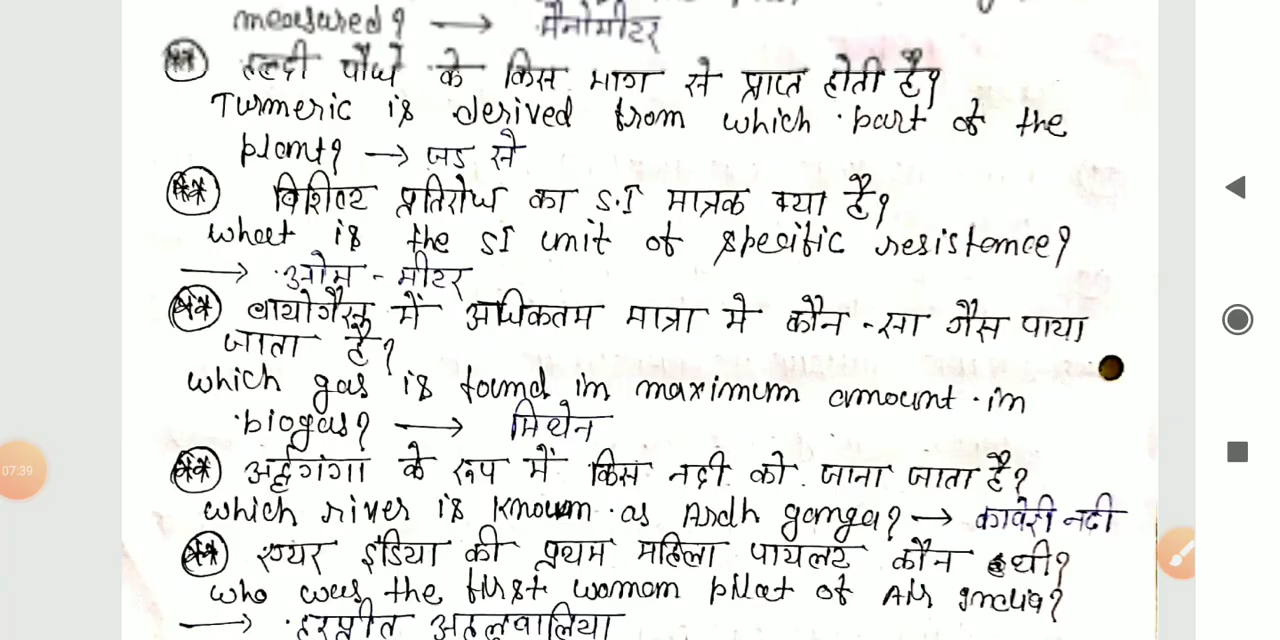 measured? → मैनोमीटर
** हल्दी पौधे के किस भाग से प्राप्त होती है?
Turmeric is derived from which part of the
plant? → जड से
** विशिष्ट प्रतिरोध का S.I मात्रक क्या है?
what is the SI unit of specific resistance?
→ ओम - मीटर
** बायोगैस में अधिकतम मात्रा मे कौन-सा गैस पाया
जाता है?
which gas is found in maximum amount in
biogas? → मिथेन
** अर्द्धगंगा के रूप में किस नदी को जाना जाता है?
which river is known as Ardh ganga? → कावेरी नदी
** एयर इंडिया की प्रथम महिला पायलट कौन थी?
who was the first woman pilot of Air India?
→ हरप्रीत अहलुवालिया
07:39